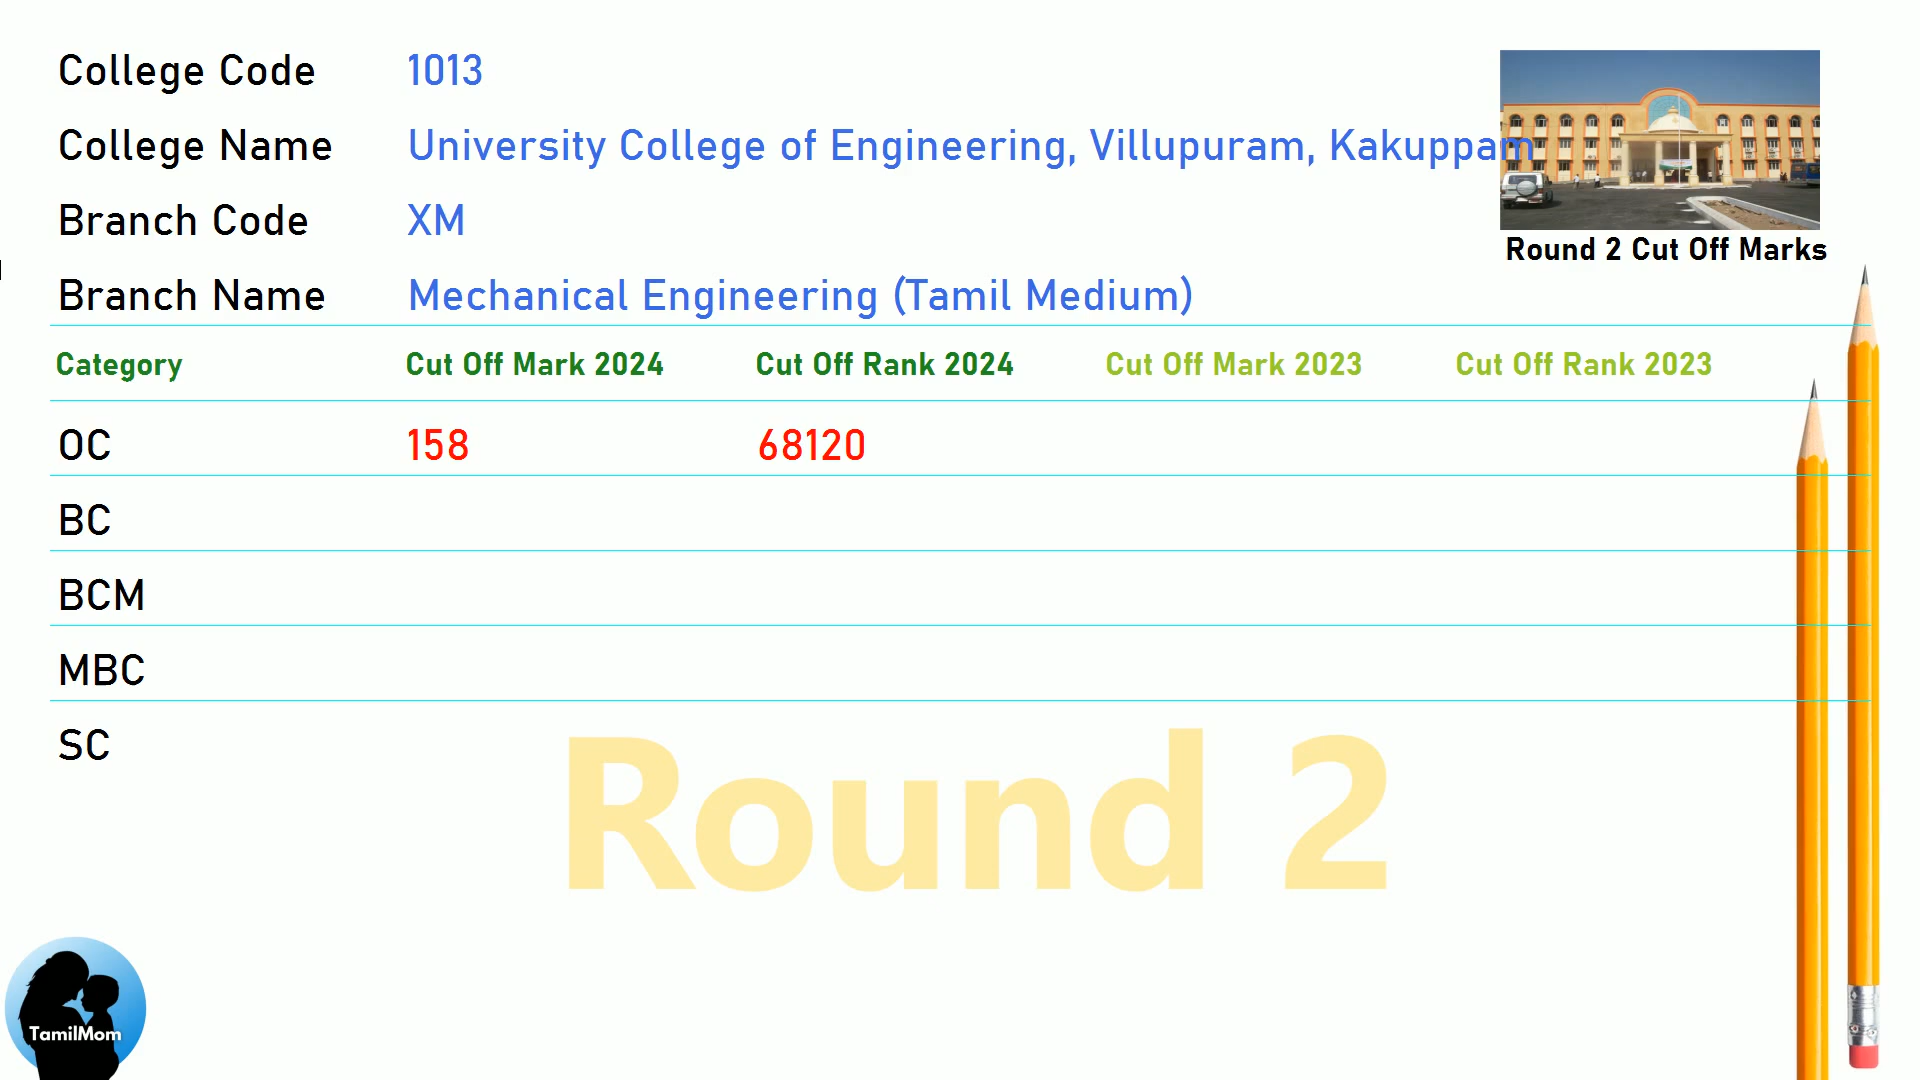 College Code 1013
College Name University College of Engineering, Villupuram, Kakuppam
Branch Code XM
Round 2 Cut Off Marks
Branch Name Mechanical Engineering (Tamil Medium)
Category Cut Off Mark 2024 Cut Off Rank 2024 Cut Off Mark 2023 Cut Off Rank 2023
OC 158 68120
BC
BCM
MBC
SC
Round 2
TamilMom